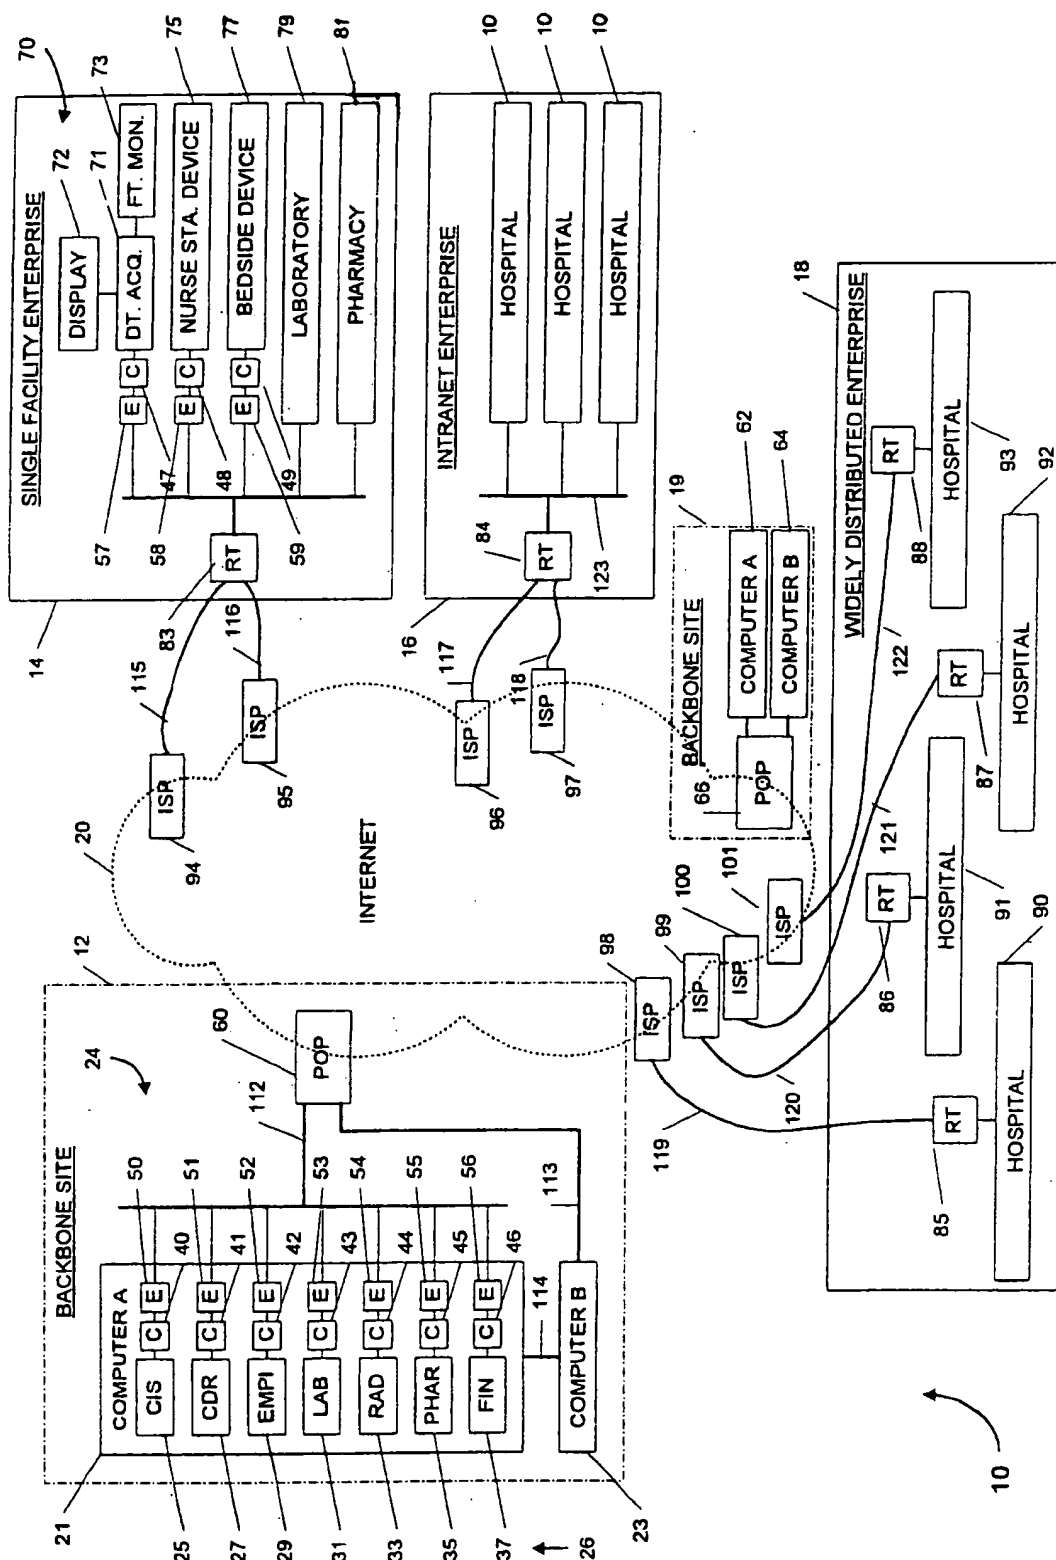 BACKBONE SITE
24
12
20
21
COMPUTER A
CIS
C
E
50
40
25
CDR
C
E
51
41
27
EMPI
C
E
52
42
29
LAB
C
E
53
43
31
RAD
C
E
54
44
33
PHAR
C
E
55
45
35
FIN
C
E
56
46
37
26
COMPUTER B
23
114
113
112
60
POP
INTERNET
ISP
94
ISP
95
ISP
96
ISP
97
ISP
98
ISP
99
ISP
100
ISP
101
115
116
117
118
119
120
121
122
14
SINGLE FACILITY ENTERPRISE
70
DISPLAY
72
DT. ACQ.
71
FT. MON.
73
E
C
57
47
NURSE STA. DEVICE
75
E
C
58
48
BEDSIDE DEVICE
77
E
C
59
49
LABORATORY
79
PHARMACY
81
RT
83
16
INTRANET ENTERPRISE
RT
84
123
HOSPITAL
10
HOSPITAL
10
HOSPITAL
10
BACKBONE SITE
19
66
POP
COMPUTER A
62
COMPUTER B
64
WIDELY DISTRIBUTED ENTERPRISE
18
RT
85
HOSPITAL
90
RT
86
HOSPITAL
91
RT
87
HOSPITAL
92
RT
88
HOSPITAL
93
10